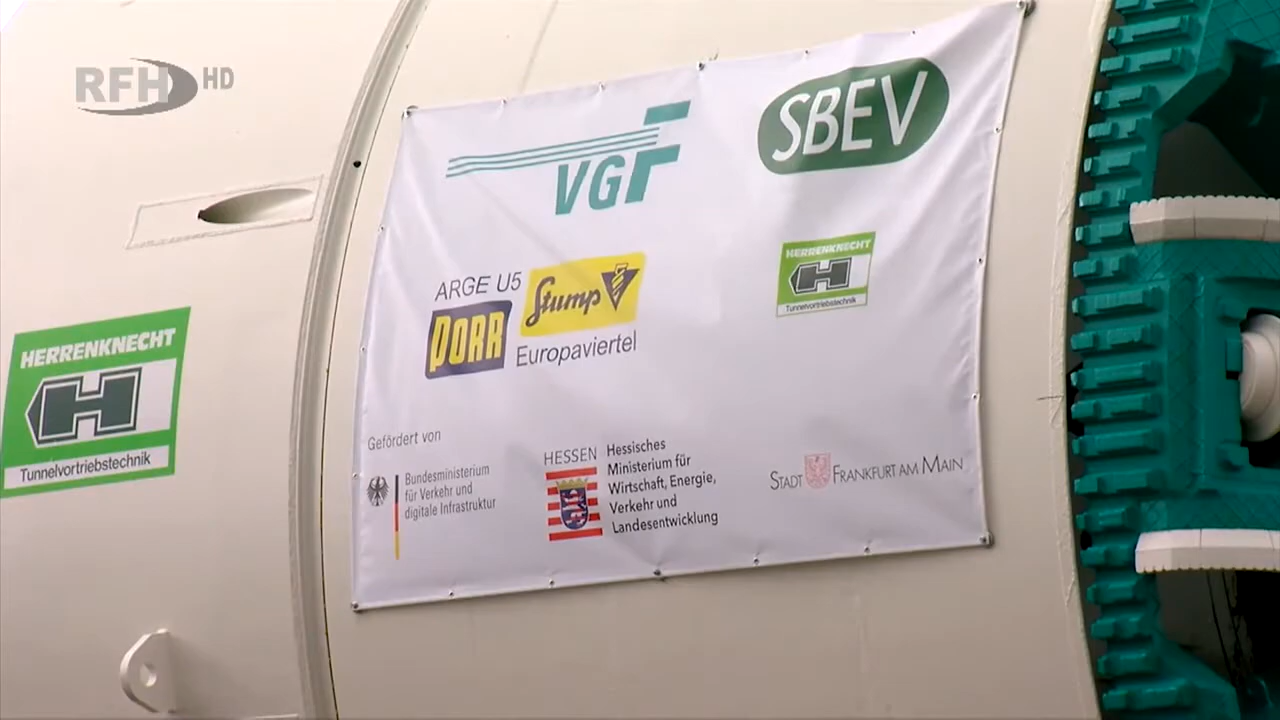 RFH HD
VGF
SBEV
ARGE U5
PORR
Stump
Europaviertel
HERRENKNECHT
H
Tunnelvortriebstechnik
HERRENKNECHT
H
Tunnelvortriebstechnik
Gefördert von
Bundesministerium
für Verkehr und
digitale Infrastruktur
HESSEN
Hessisches
Ministerium für
Wirtschaft, Energie,
Verkehr und
Landesentwicklung
STADT FRANKFURT AM MAIN